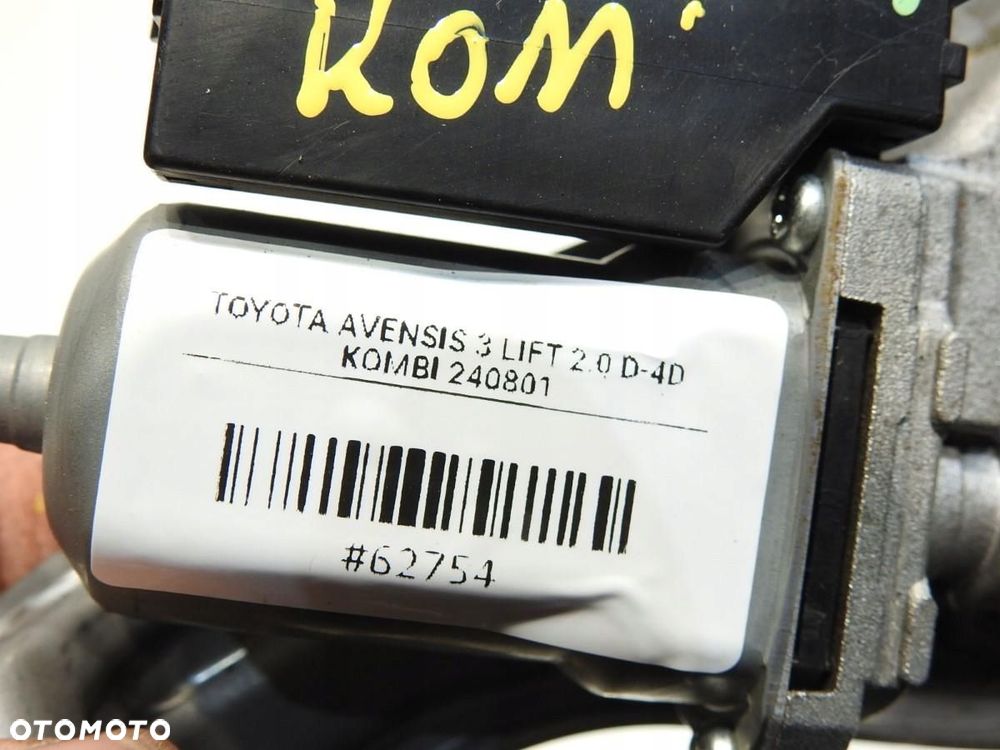 KOM
TOYOTA AVENSIS 3 LIFT 2.0 D-4D
KOMBI 240801
#62754
OTOMOTO